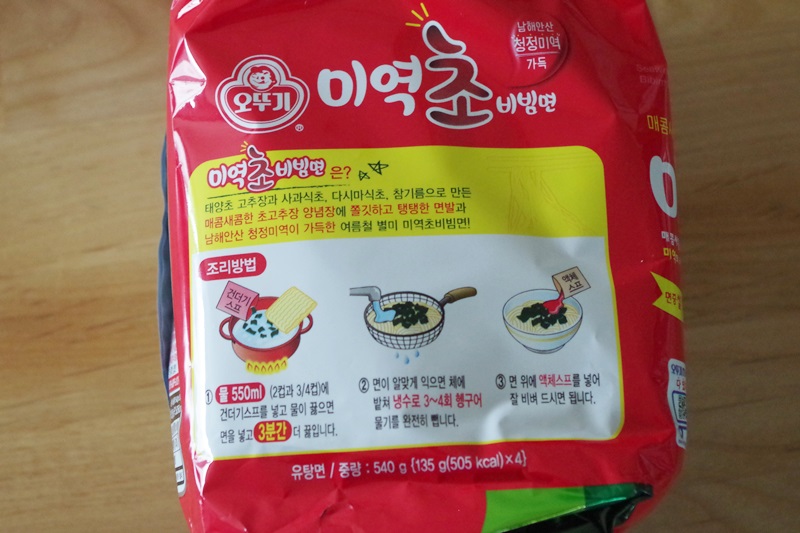 남해안산
청정미역
가득
오뚜기
®
미역초비빔면
미역초비빔면은?
태양초 고추장과 사과식초, 다시마식초, 참기름으로 만든
매콤새콤한 초고추장 양념장에 쫄깃하고 탱탱한 면발과
남해안산 청정미역이 가득한 여름철 별미 미역초비빔면!
조리방법
건더기
스프
액체
스프
① 물 550ml (2컵과 3/4컵)에
건더기스프를 넣고 물이 끓으면
면을 넣고 3분간 더 끓입니다.
② 면이 알맞게 익으면 체에
밭쳐 냉수로 3~4회 헹구어
물기를 완전히 뺍니다.
③ 면 위에 액체스프를 넣어
잘 비벼 드시면 됩니다.
유탕면 / 중량 : 540 g {135 g(505 kcal)×4}
매콤